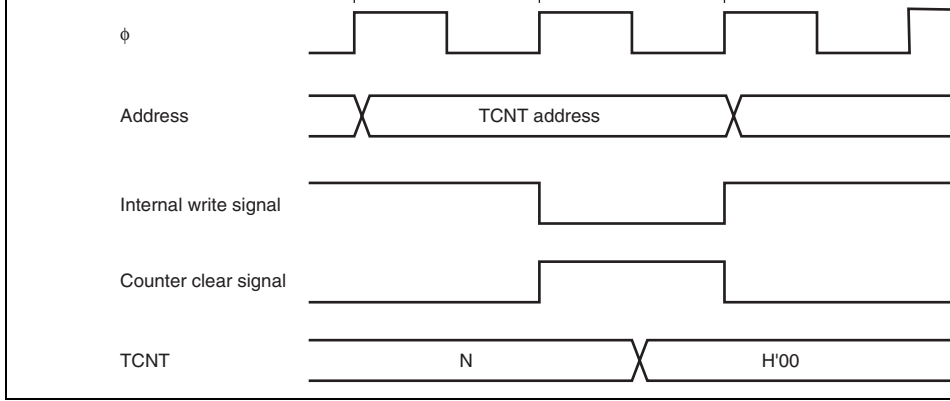 ϕ
Address
TCNT address
Internal write signal
Counter clear signal
TCNT
N
H'00